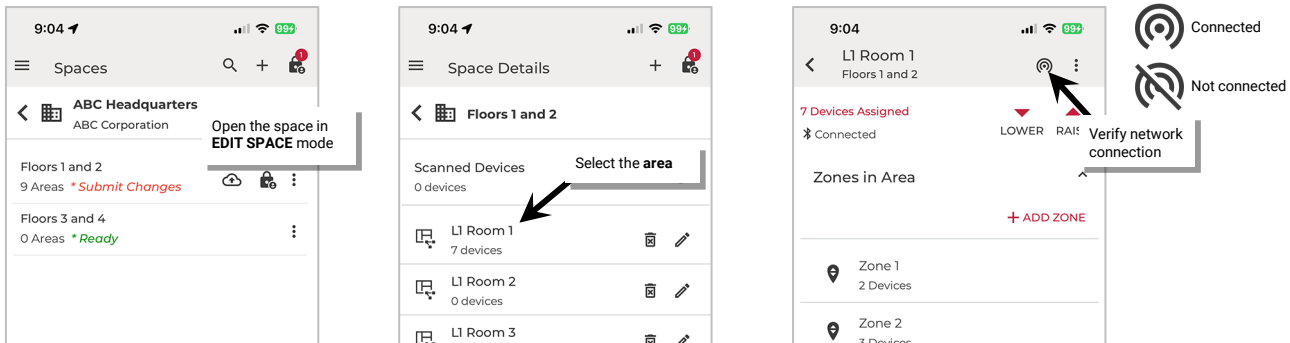 9:04
99
Spaces
1
ABC Headquarters
ABC Corporation
Open the space in
EDIT SPACE mode
Floors 1 and 2
9 Areas * Submit Changes
Floors 3 and 4
0 Areas * Ready
9:04
99
Space Details
1
Floors 1 and 2
Scanned Devices
0 devices
Select the area
L1 Room 1
7 devices
L1 Room 2
0 devices
L1 Room 3
9:04
99
L1 Room 1
Floors 1 and 2
7 Devices Assigned
Connected
LOWER
RAIS
Verify network
connection
Zones in Area
+ ADD ZONE
Zone 1
2 Devices
Zone 2
3 Devices
Connected
Not connected